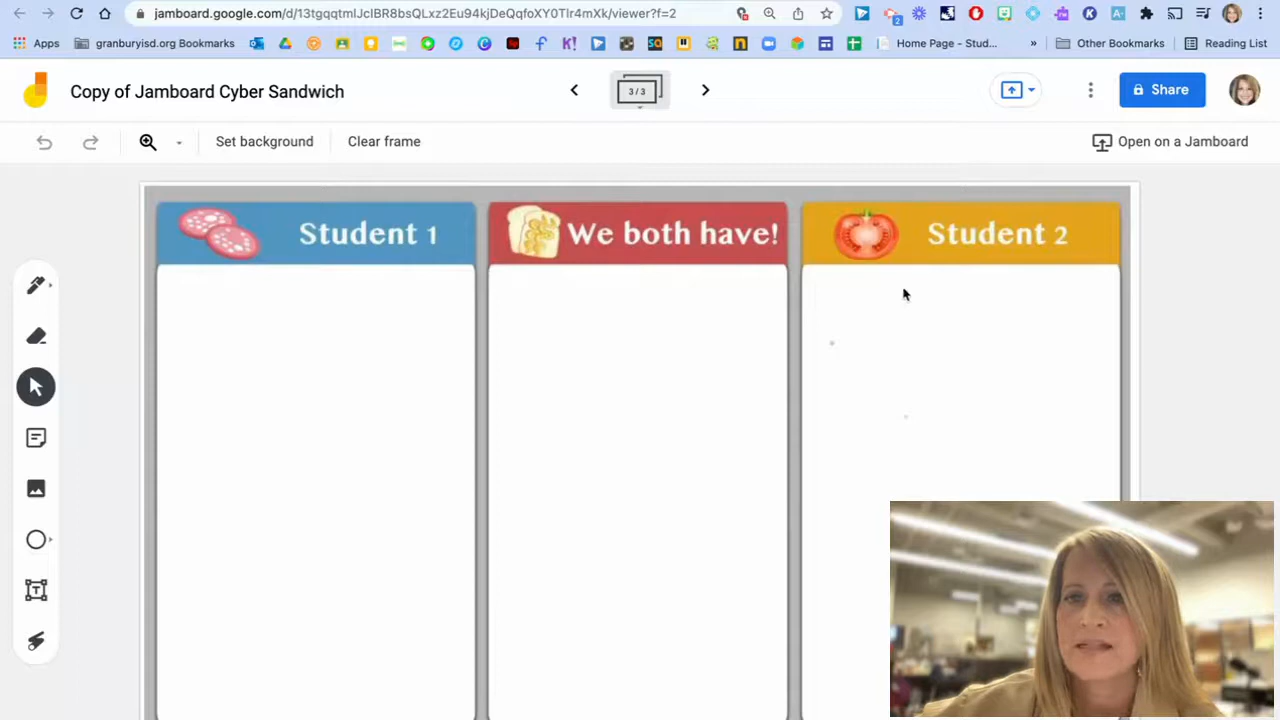 jamboard.google.com/d/13tgqqtmlJclBR8bsQLxz2Eu94kjDeQqfoXY0Tlr4mXk/viewer?f=2
2
Apps
granburyisd.org Bookmarks
Home Page - Stud...
»
Other Bookmarks
Reading List
Copy of Jamboard Cyber Sandwich
3 / 3
Share
Set background
Clear frame
Open on a Jamboard
Student 1
We both have!
Student 2